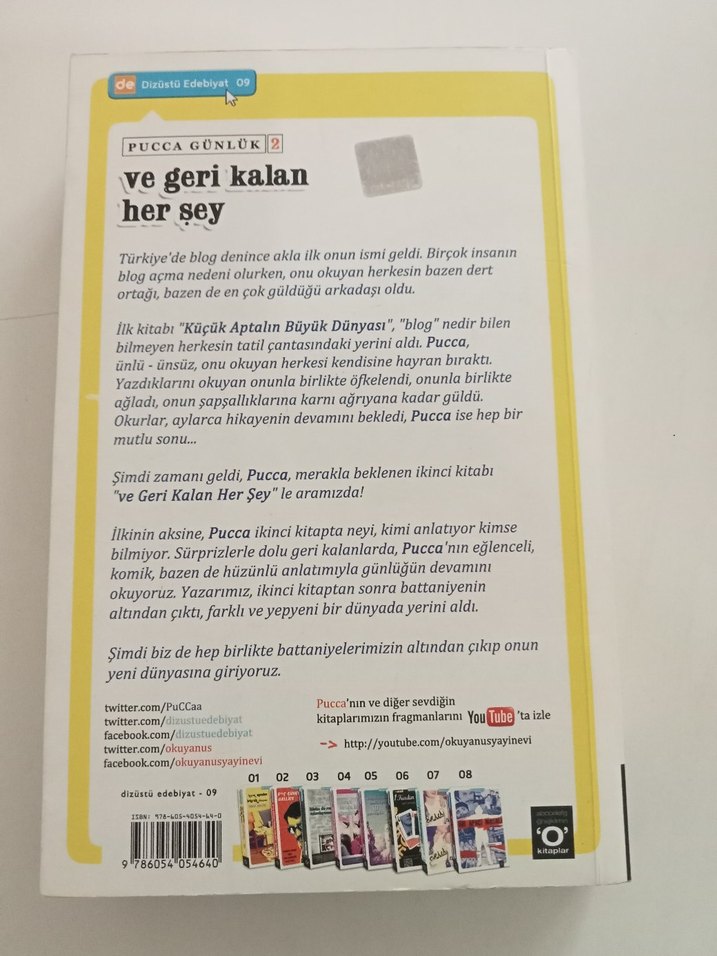 de Dizüstü Edebiyat 09
PUCCA GÜNLÜK 2
ve geri kalan
her şey
Türkiye'de blog denince akla ilk onun ismi geldi. Birçok insanın
blog açma nedeni olurken, onu okuyan herkesin bazen dert
ortağı, bazen de en çok güldüğü arkadaşı oldu.
İlk kitabı "Küçük Aptalın Büyük Dünyası", "blog" nedir bilen
bilmeyen herkesin tatil çantasındaki yerini aldı. Pucca,
ünlü - ünsüz, onu okuyan herkesi kendisine hayran bıraktı.
Yazdıklarını okuyan onunla birlikte öfkelendi, onunla birlikte
ağladı, onun şapşallıklarına karnı ağrıyana kadar güldü.
Okurlar, aylarca hikayenin devamını bekledi, Pucca ise hep bir
mutlu sonu...
Şimdi zamanı geldi, Pucca, merakla beklenen ikinci kitabı
"ve Geri Kalan Her Şey" le aramızda!
İlkinin aksine, Pucca ikinci kitapta neyi, kimi anlatıyor kimse
bilmiyor. Sürprizlerle dolu geri kalanlarda, Pucca'nın eğlenceli,
komik, bazen de hüzünlü anlatımıyla günlüğün devamını
okuyoruz. Yazarımız, ikinci kitaptan sonra battaniyenin
altından çıktı, farklı ve yepyeni bir dünyada yerini aldı.
Şimdi biz de hep birlikte battaniyelerimizin altından çıkıp onun
yeni dünyasına giriyoruz.
twitter.com/PuCCaa
twitter.com/dizustuedebiyat
facebook.com/dizustuedebiyat
twitter.com/okuyanus
facebook.com/okuyanusyayinevi
Pucca'nın ve diğer sevdiğin
kitaplarımızın fragmanlarını YouTube 'ta izle
-> http://youtube.com/okuyanusyayinevi
01 02 03 04 05 06 07 08
dizüstü edebiyat - 09
ISBN: 978-605-4054-64-0
9 786054 054640
'O'
kitaplar